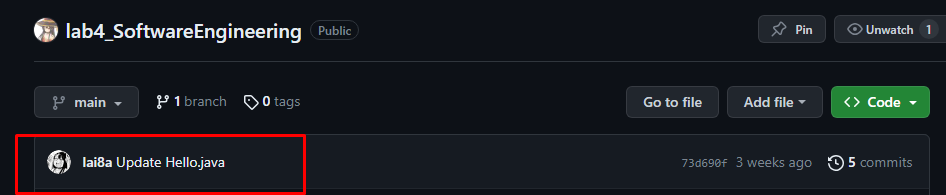 lab4_SoftwareEngineering Public Pin Unwatch 1
main 1 branch 0 tags Go to file Add file Code
lai8a Update Hello.java 73d690f 3 weeks ago 5 commits